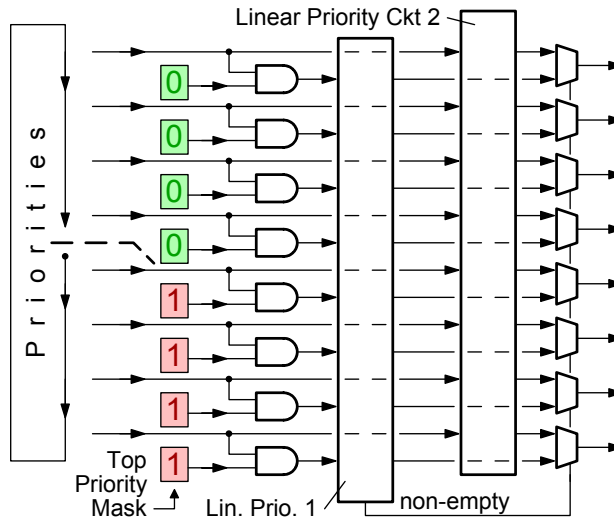 Linear Priority Ckt 2
Priorities
0
0
0
0
1
1
1
1
Top
Priority
Mask
Lin. Prio. 1
non-empty